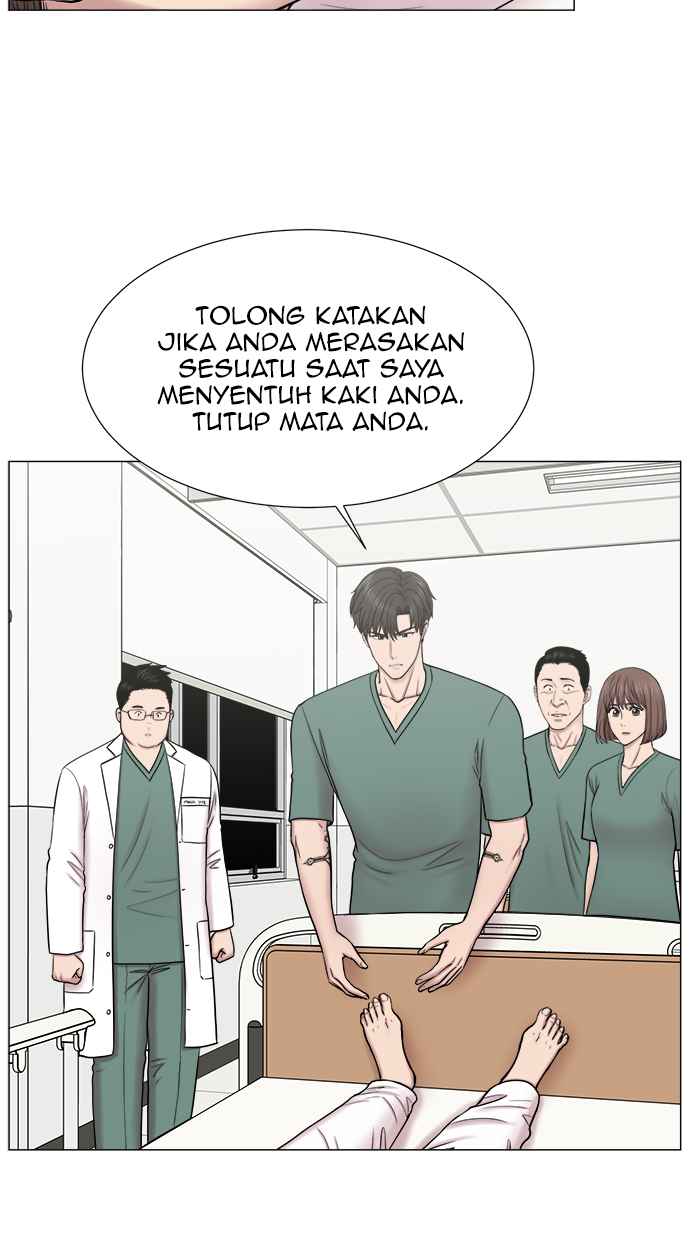 TOLONG KATAKAN
JIKA ANDA MERASAKAN
SESUATU SAAT SAYA
MENYENTUH KAKI ANDA.
TUTUP MATA ANDA.